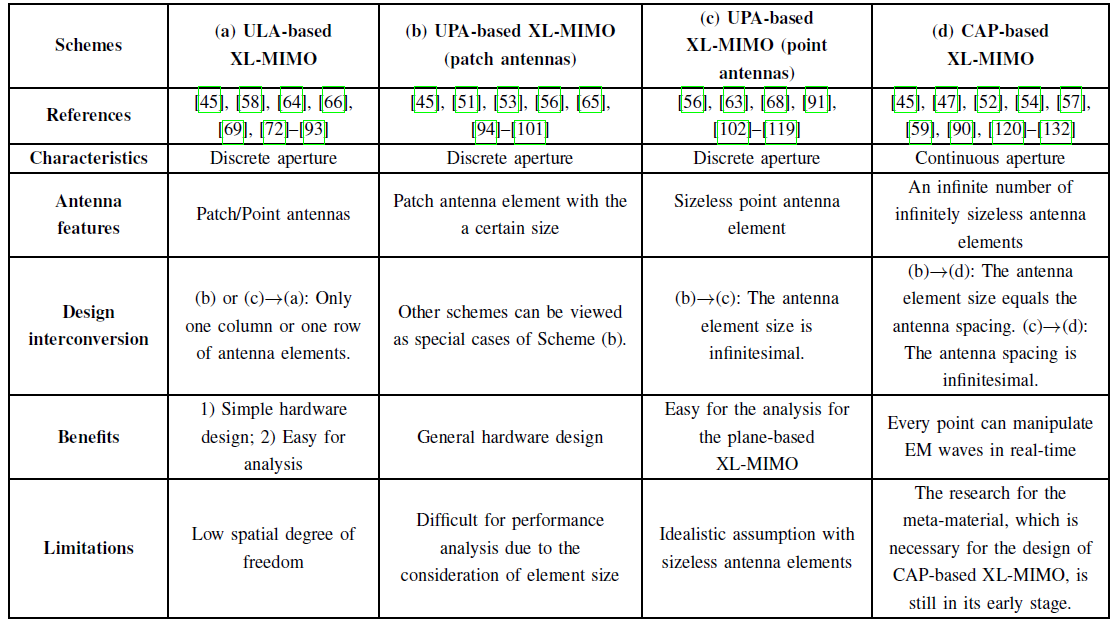 Schemes
(a) ULA-based
XL-MIMO
(b) UPA-based XL-MIMO
(patch antennas)
(c) UPA-based
XL-MIMO (point
antennas)
(d) CAP-based
XL-MIMO
References
[45], [58], [64], [66],
[69], [72]–[93]
[45], [51], [53], [56], [65],
[94]–[101]
[56], [63], [68], [91],
[102]–[119]
[45], [47], [52], [54], [57],
[59], [90], [120]–[132]
Characteristics
Discrete aperture
Discrete aperture
Discrete aperture
Continuous aperture
Antenna
features
Patch/Point antennas
Patch antenna element with the
a certain size
Sizeless point antenna
element
An infinite number of
infinitely sizeless antenna
elements
Design
interconversion
(b) or (c)→(a): Only
one column or one row
of antenna elements.
Other schemes can be viewed
as special cases of Scheme (b).
(b)→(c): The antenna
element size is
infinitesimal.
(b)→(d): The antenna
element size equals the
antenna spacing. (c)→(d):
The antenna spacing is
infinitesimal.
Benefits
1) Simple hardware
design; 2) Easy for
analysis
General hardware design
Easy for the analysis for
the plane-based
XL-MIMO
Every point can manipulate
EM waves in real-time
Limitations
Low spatial degree of
freedom
Difficult for performance
analysis due to the
consideration of element size
Idealistic assumption with
sizeless antenna elements
The research for the
meta-material, which is
necessary for the design of
CAP-based XL-MIMO, is
still in its early stage.